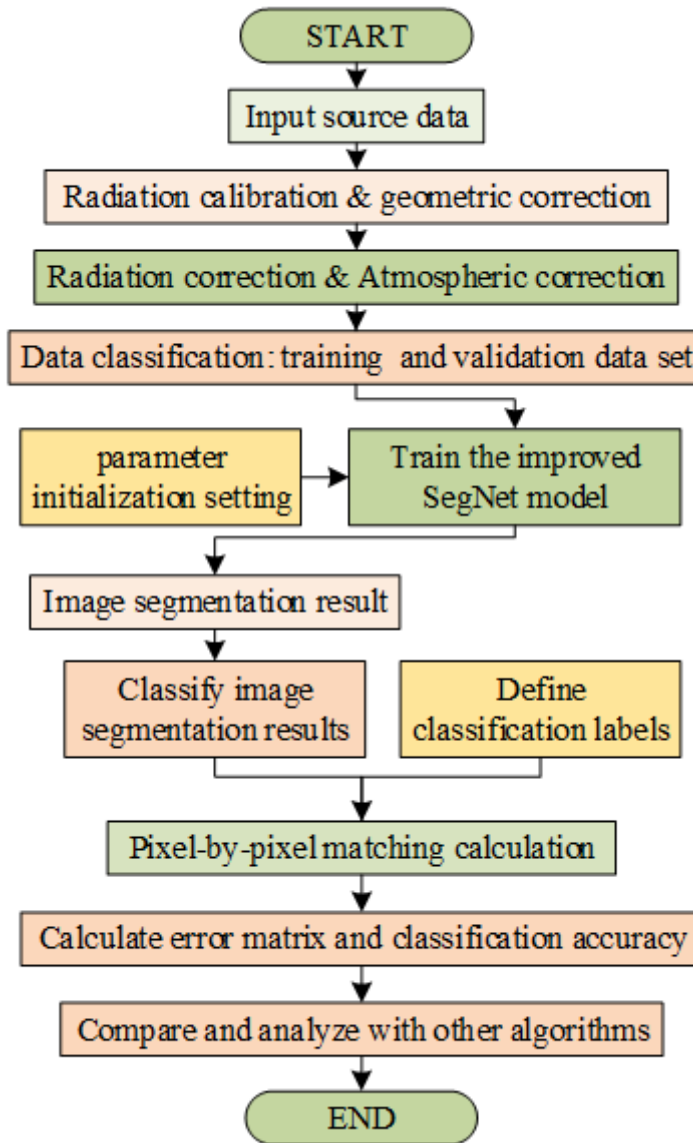 START
Input source data
Radiation calibration & geometric correction
Radiation correction & Atmospheric correction
Data classification: training and validation data set
parameter
initialization setting
Train the improved
SegNet model
Image segmentation result
Classify image
segmentation results
Define
classification labels
Pixel-by-pixel matching calculation
Calculate error matrix and classification accuracy
Compare and analyze with other algorithms
END